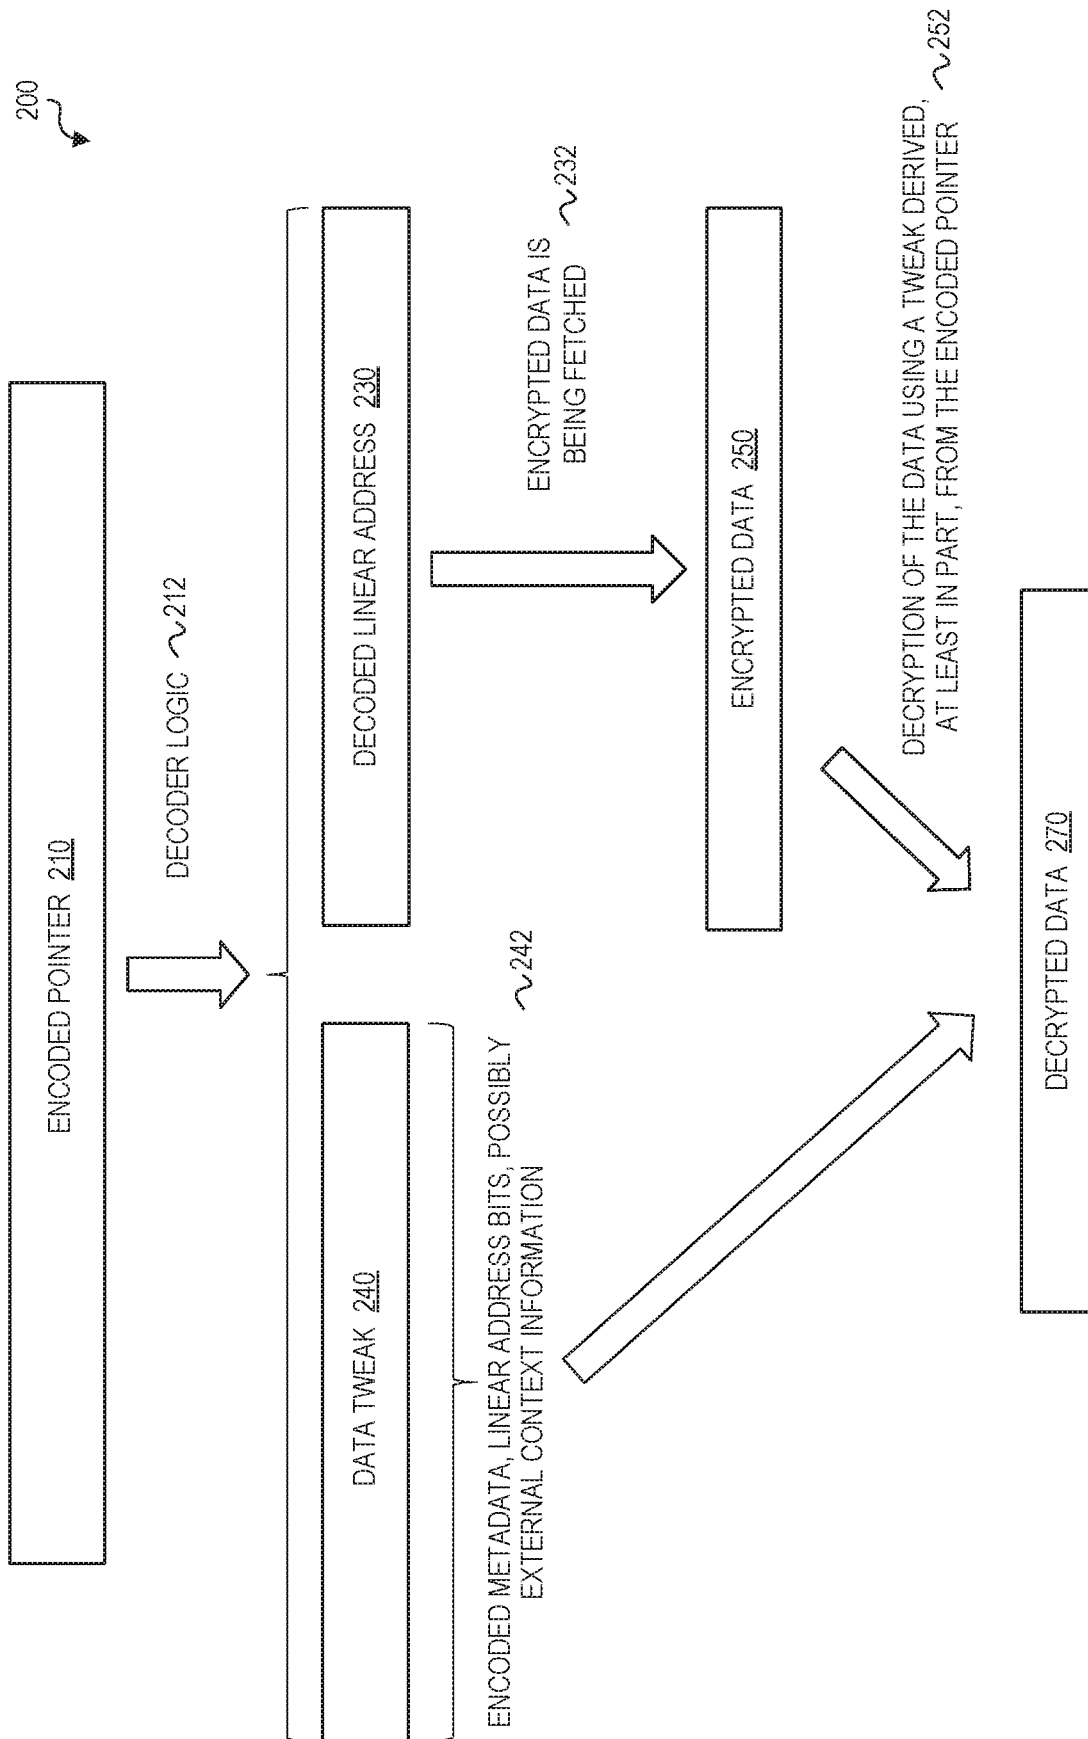 200
ENCODED POINTER 210
DECODER LOGIC 212
DATA TWEAK 240
DECODED LINEAR ADDRESS 230
ENCODED METADATA, LINEAR ADDRESS BITS, POSSIBLY
EXTERNAL CONTEXT INFORMATION
242
ENCRYPTED DATA IS
BEING FETCHED
232
ENCRYPTED DATA 250
DECRYPTION OF THE DATA USING A TWEAK DERIVED,
AT LEAST IN PART, FROM THE ENCODED POINTER
252
DECRYPTED DATA 270